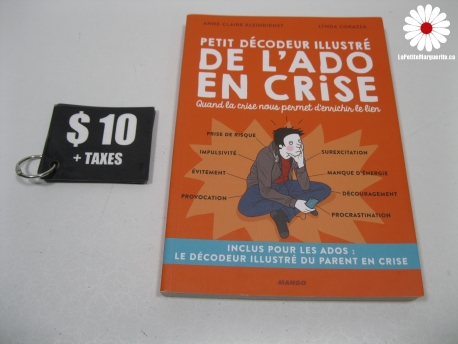 LaPetiteMarguerite.ca
ANNE-CLAIRE KLEINDIENST LYNDA CORAZZA
PETIT DÉCODEUR ILLUSTRÉ
DE L'ADO
EN CRiSE
Quand la crise nous permet d'enrichir le lien
PRISE DE RISQUE
IMPULSIVITÉ
ÉVITEMENT
PROVOCATION
SUREXCITATION
MANQUE D'ÉNERGIE
DÉCOURAGEMENT
PROCRASTINATION
INCLUS POUR LES ADOS :
LE DÉCODEUR ILLUSTRÉ DU PARENT EN CRISE
MANGO
$ 10
+ TAXES